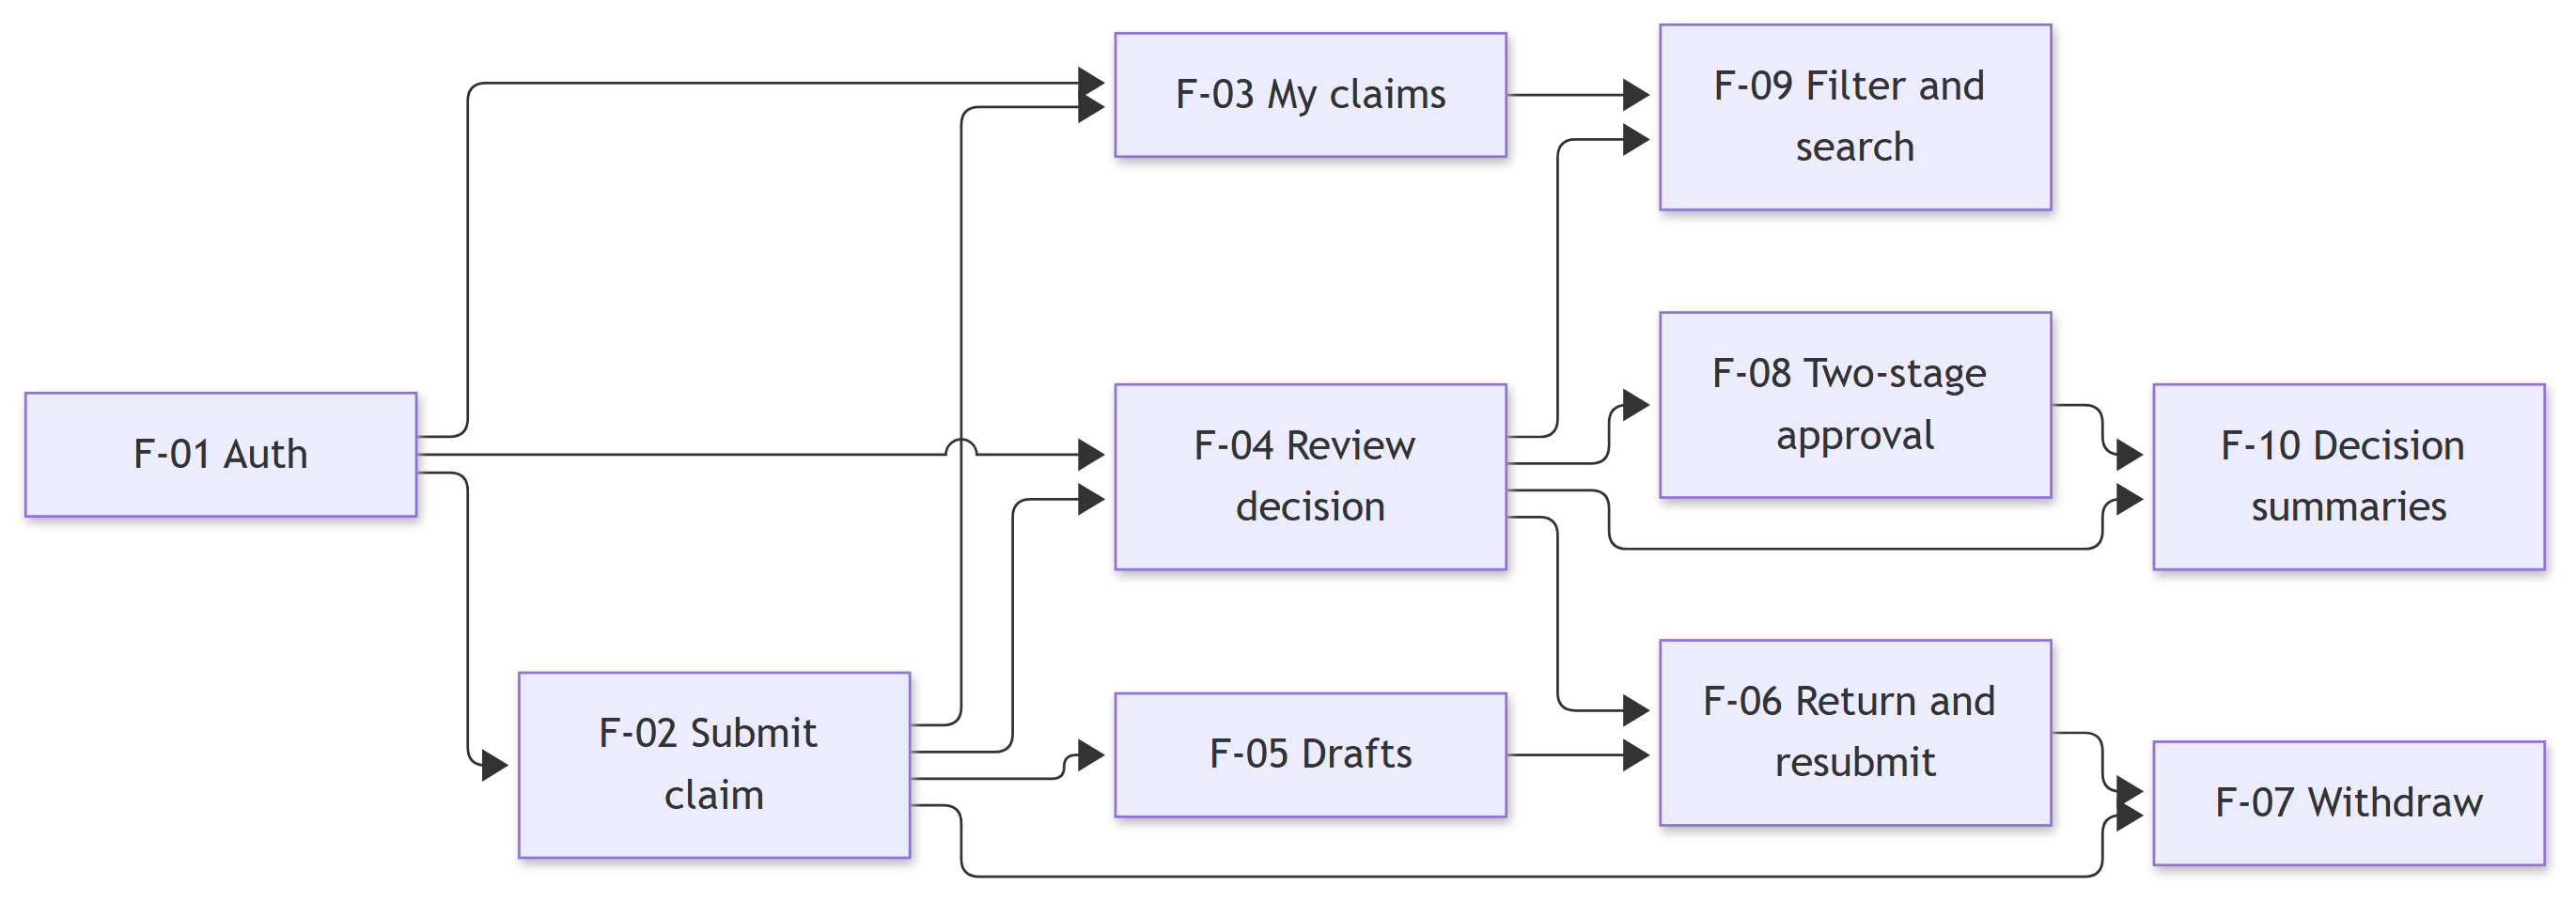 F-01 Auth
F-02 Submit
claim
F-03 My claims
F-04 Review
decision
F-05 Drafts
F-09 Filter and
search
F-08 Two-stage
approval
F-06 Return and
resubmit
F-10 Decision
summaries
F-07 Withdraw